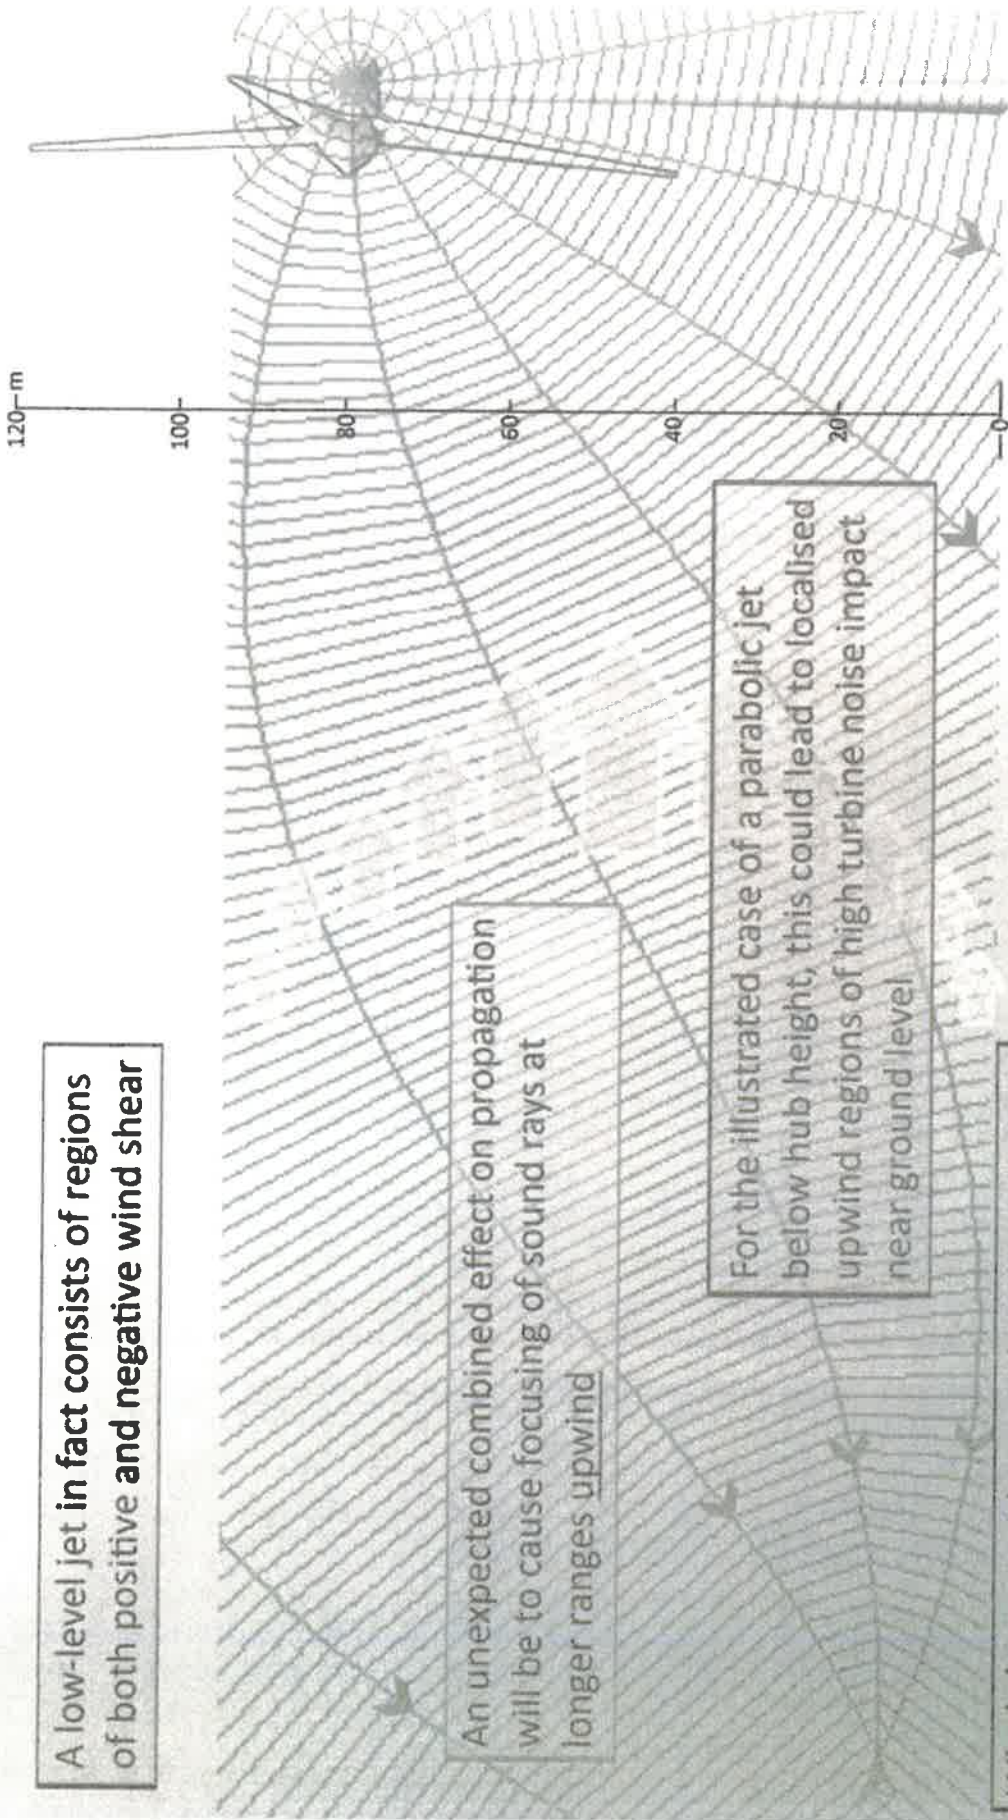 A low-level jet in fact consists of regions
of both positive and negative wind shear
An unexpected combined effect on propagation
will be to cause focusing of sound rays at
longer ranges upwind
For the illustrated case of a parabolic jet
below hub height, this could lead to localised
upwind regions of high turbine noise impact
near ground level
120—m
100
80
60
40
20
0